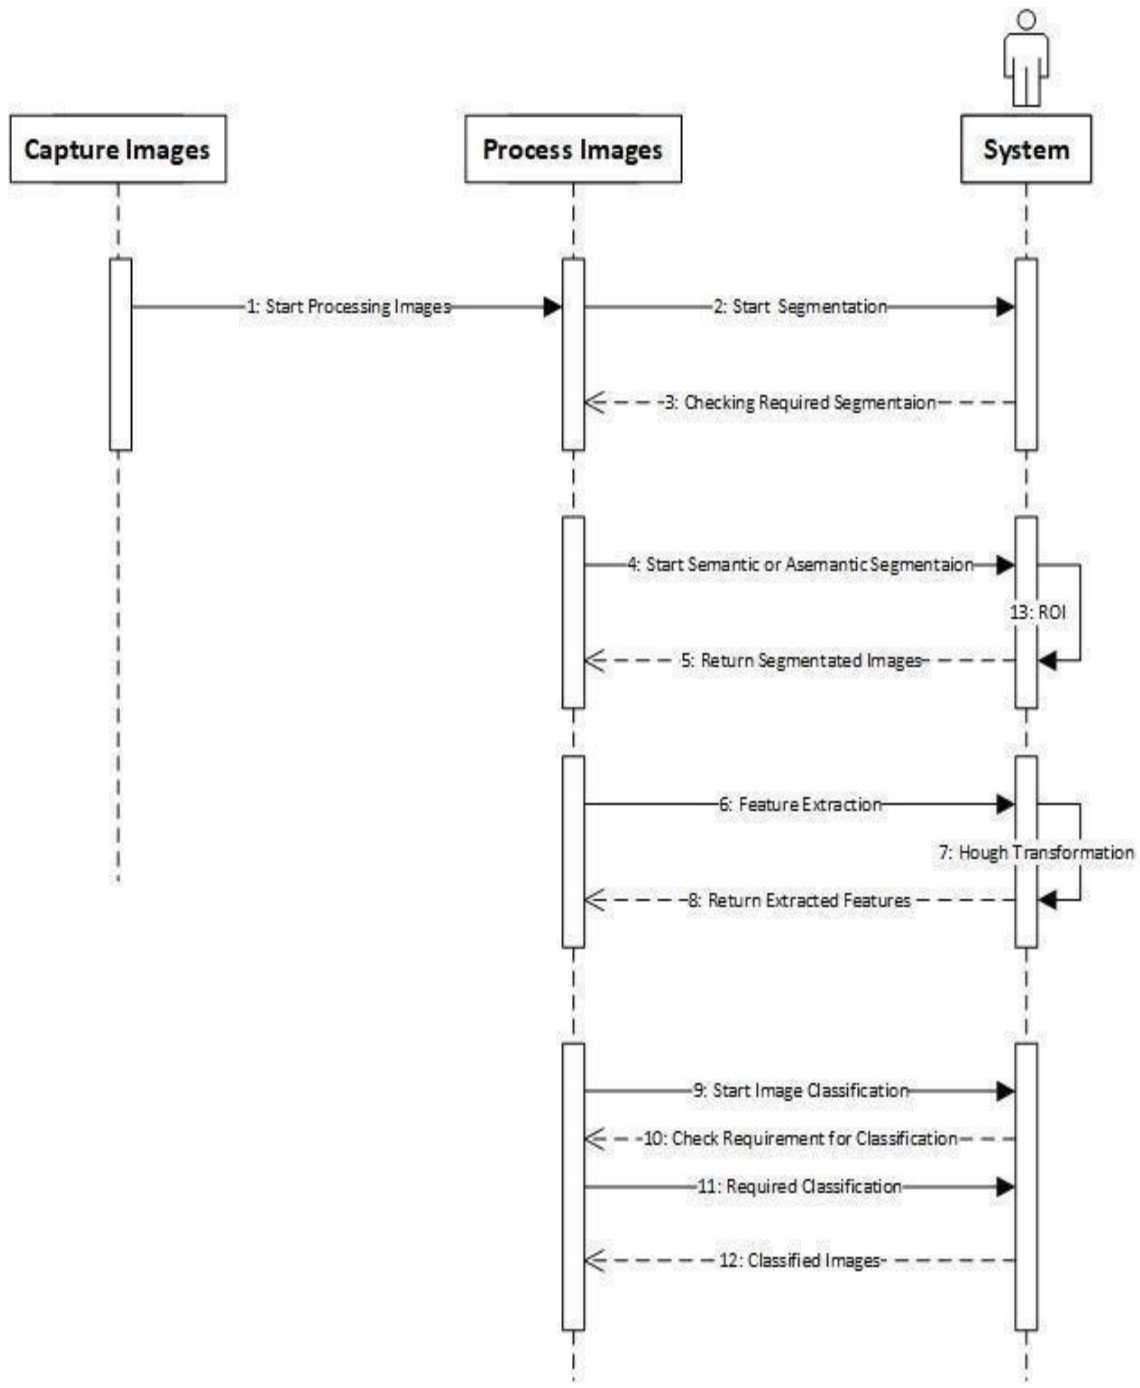 Capture Images
Process Images
System
1: Start Processing Images
2: Start Segmentation
3: Checking Required Segmentaion
4: Start Semantic or Asemantic Segmentaion
13: ROI
5: Return Segmentated Images
6: Feature Extraction
7: Hough Transformation
8: Return Extracted Features
9: Start Image Classification
10: Check Requirement for Classification
11: Required Classification
12: Classified Images